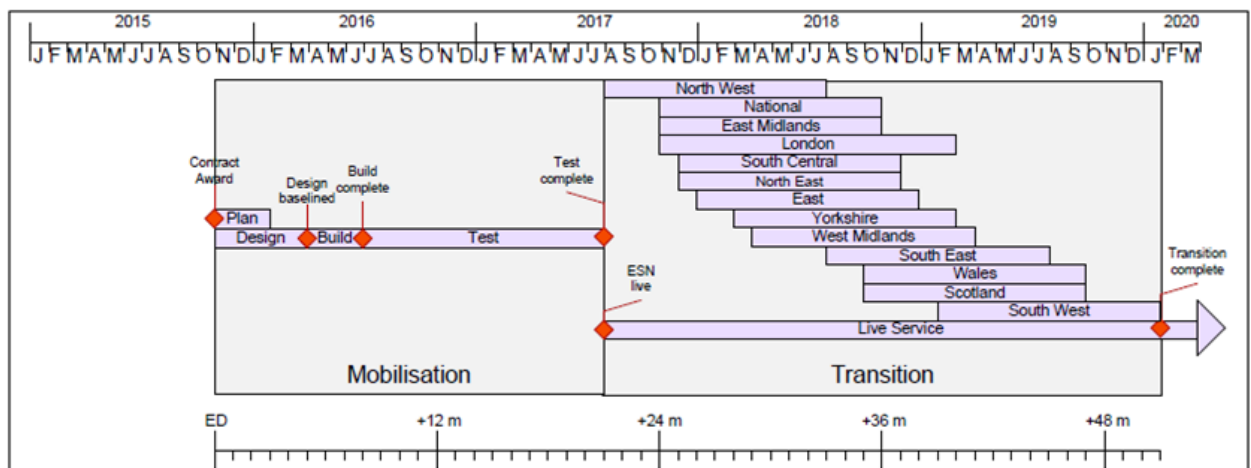 2015 2016 2017 2018 2019 2020
J F M A M J J A S O N D J F M A M J J A S O N D J F M A M J J A S O N D J F M A M J J A S O N D J F M A M J J A S O N D J F M
North West
National
East Midlands
London
South Central
North East
East
Yorkshire
West Midlands
South East
Wales
Scotland
South West
Live Service
Contract
Award
Design
baselined
Build
complete
Test
complete
Plan
Design Build Test
ESN
live
Transition
complete
Mobilisation Transition
ED +12 m +24 m +36 m +48 m